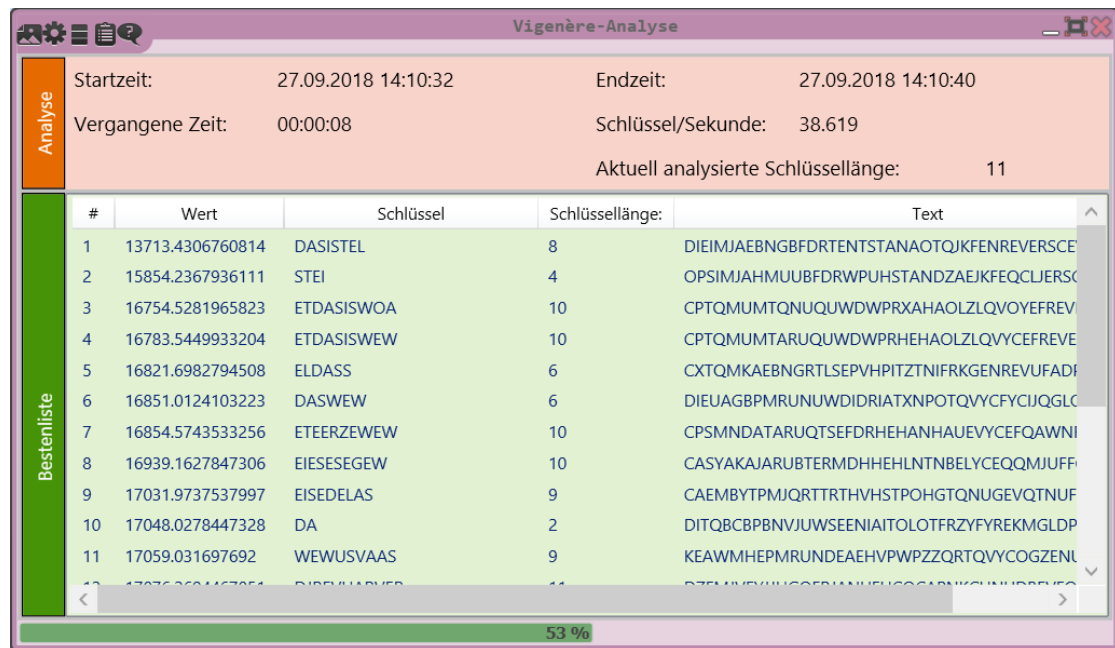 Vigenère-Analyse
Startzeit: 27.09.2018 14:10:32 Endzeit: 27.09.2018 14:10:40
Vergangene Zeit: 00:00:08 Schlüssel/Sekunde: 38.619
Aktuell analysierte Schlüssellänge: 11
Analyse
# Wert Schlüssel Schlüssellänge: Text
1 13713.4306760814 DASISTEL 8 DIEIMJAEBNGBFDRTENTSTANAOTQJKFENREVERSCE
2 15854.2367936111 STEI 4 OPSIMJAHMUUBFDRWPUHSTANDZAEJKFEQCLJERS
3 16754.5281965823 ETDASISWOA 10 CPTQMUMTQNUQUWDWPRXAHAOLZLQVOYEFREV
4 16783.5449933204 ETDASISWEW 10 CPTQMUMTARUQUWDWPRHEHAOLZLQVYCEFREVE
5 16821.6982794508 ELDASS 6 CXTQMKAEBNGRTLSEPVHPITZTNIFRKGENREVUFAD
6 16851.0124103223 DASWEW 6 DIEUAGBPMRUNUWDIDRIATXNPOTQVYCFYCIJQGL
7 16854.5743533256 ETEERZEWEW 10 CPSMNDATARUQTSEFDRHEHANHAUEVYCEFQAWN
8 16939.1627847306 EIESESEGEW 10 CASYAKAJARUBTERMDHHEHLNTNBELYCEQQMJUFF
9 17031.9737537997 EISEDELAS 9 CAEMBYTPMJQRTTRTHVHSTPOHGTQNUGEVQTNUF
10 17048.0278447328 DA 2 DITQBCBPBNVJUWSEENIAITOLOTFRZYFYREKMGLDP
11 17059.031697692 WEWUSVAAS 9 KEAWMHEPMRUNDEAEHVPWPZZQRTQVYCOGZEN
Bestenliste
53 %